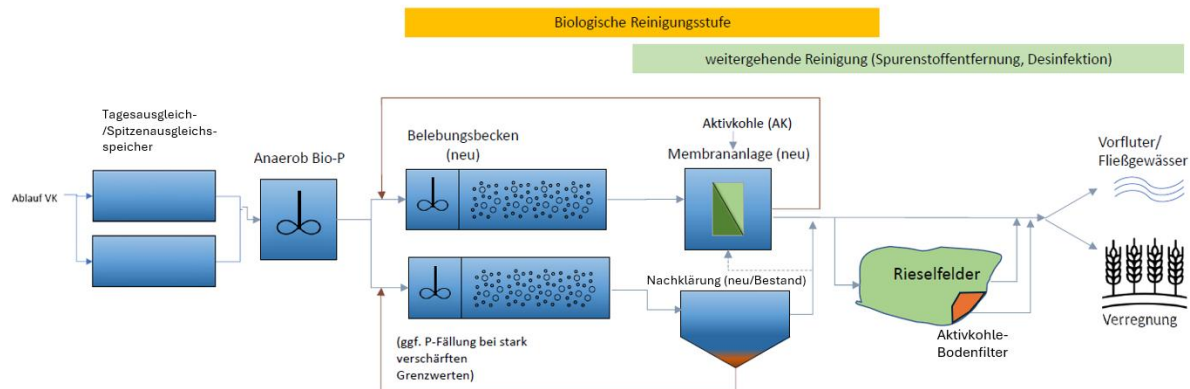 Biologische Reinigungsstufe
weitergehende Reinigung (Spurenstoffentfernung, Desinfektion)
Tagesausgleich-
/Spitzenausgleichs-
speicher
Anaerob Bio-P
Belebungsbecken
(neu)
Aktivkohle (AK)
Membrananlage (neu)
Vorfluter/
Fließgewässer
Ablauf VK
Nachklärung (neu/Bestand)
Rieselfelder
Verregnung
Aktivkohle-
Bodenfilter
(ggf. P-Fällung bei stark
verschärften
Grenzwerten)